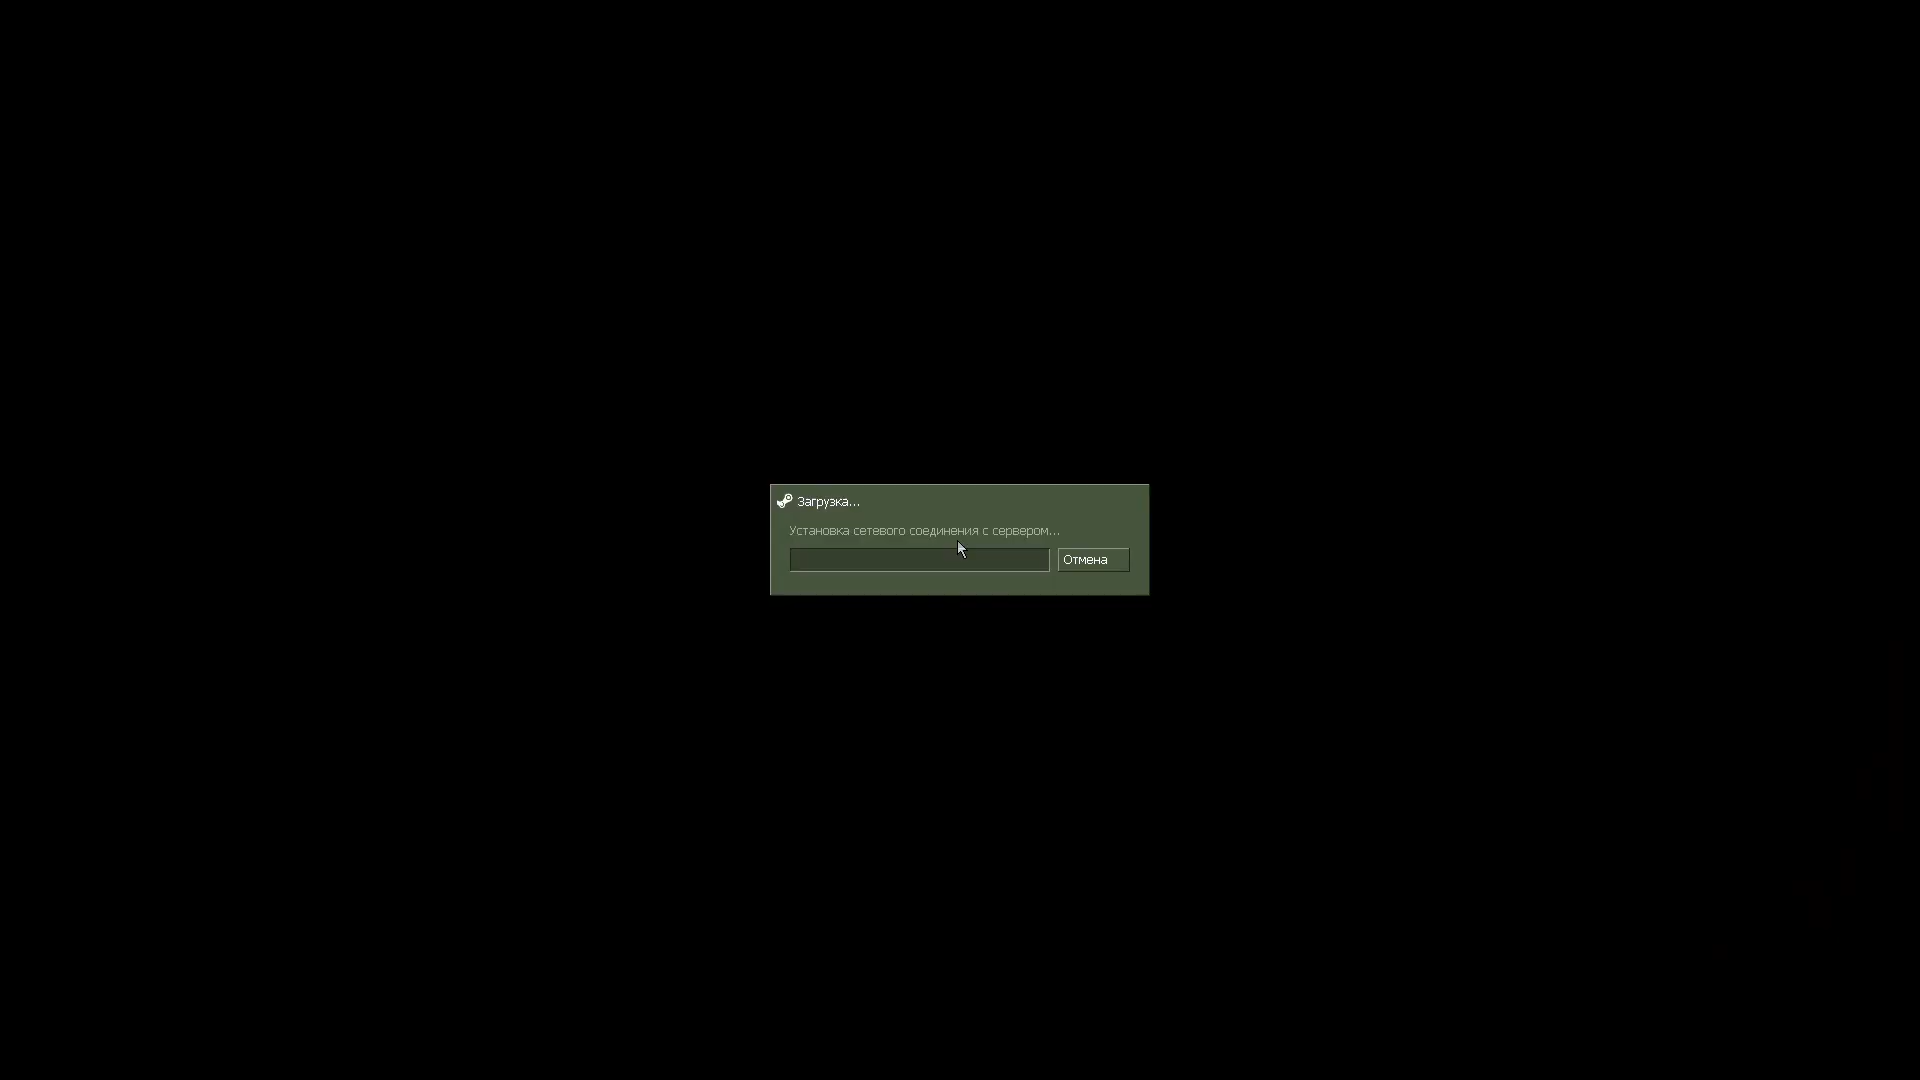 Загрузка...
Установка сетевого соединения с сервером...
Отмена